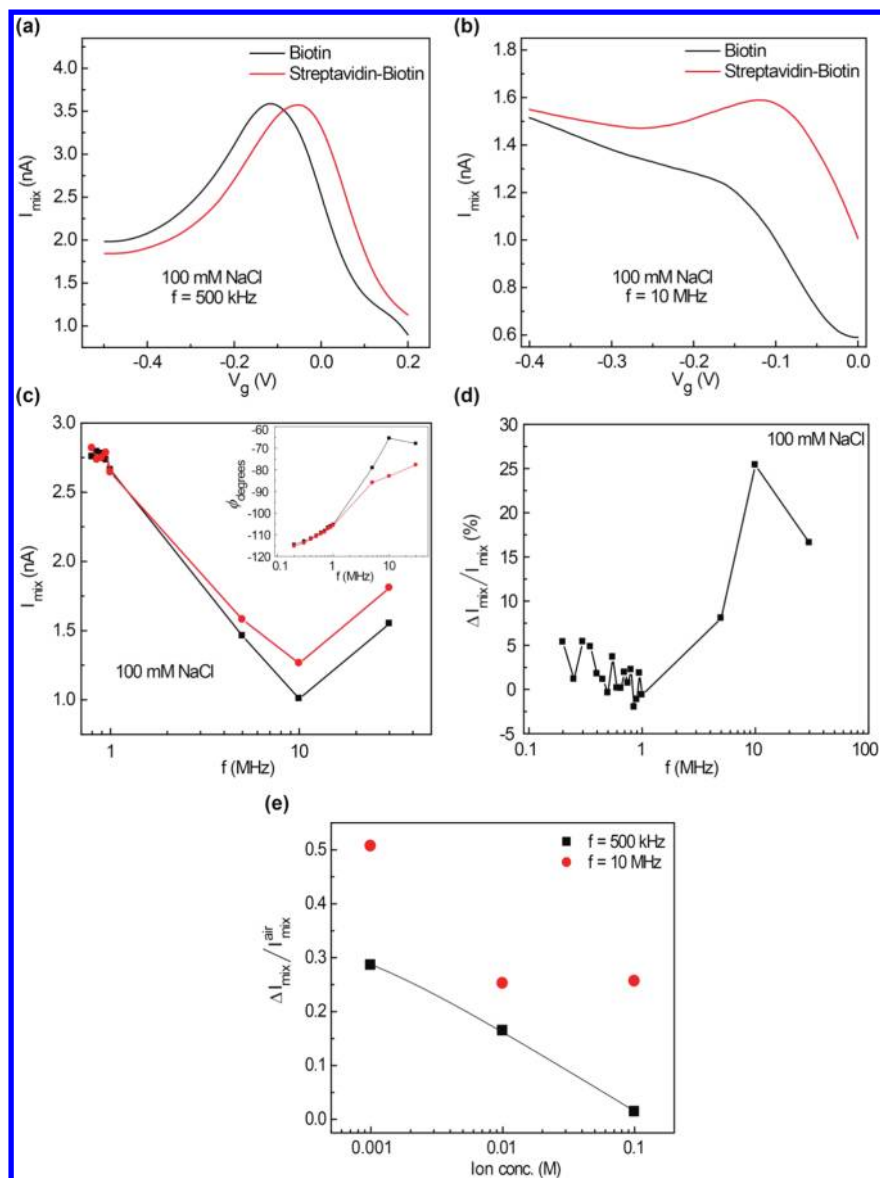 (a)
Biotin
Streptavidin-Biotin
4.0
3.5
3.0
2.5
2.0
1.5
1.0
I_mix (nA)
100 mM NaCl
f = 500 kHz
-0.4 -0.2 0.0 0.2
V_g (V)
(b)
Biotin
Streptavidin-Biotin
1.8
1.6
1.4
1.2
1.0
0.8
0.6
I_mix (nA)
100 mM NaCl
f = 10 MHz
-0.4 -0.3 -0.2 -0.1 0.0
V_g (V)
(c)
3.0
2.5
2.0
1.5
1.0
I_mix (nA)
-60
-70
-80
-90
-100
-110
-120
ϕ_degrees
0.1 1 10
f (MHz)
100 mM NaCl
1 10
f (MHz)
(d)
100 mM NaCl
30
25
20
15
10
5
0
-5
Δ I_mix/I_mix (%)
0.1 1 10 100
f (MHz)
(e)
f = 500 kHz
f = 10 MHz
0.5
0.4
0.3
0.2
0.1
0.0
Δ I_mix/I_mix^air
0.001 0.01 0.1
Ion conc. (M)